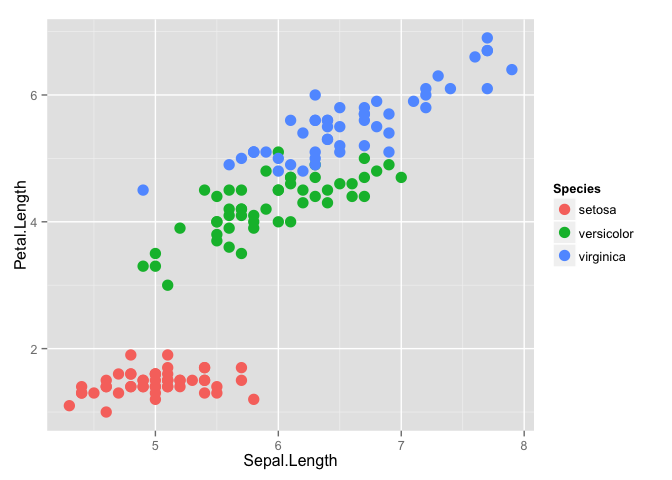 Petal.Length
6
4
2
5 6 7 8
Sepal.Length
Species
setosa
versicolor
virginica